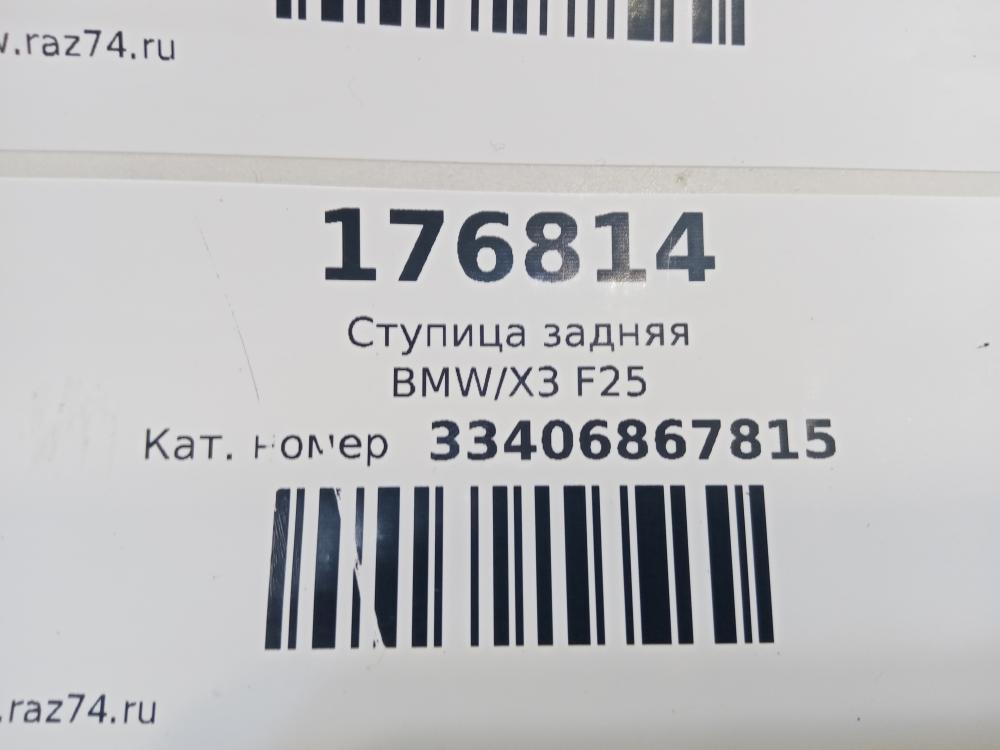 w.raz74.ru
176814
Ступица задняя
BMW/X3 F25
Кат. номер 33406867815
.raz74.ru